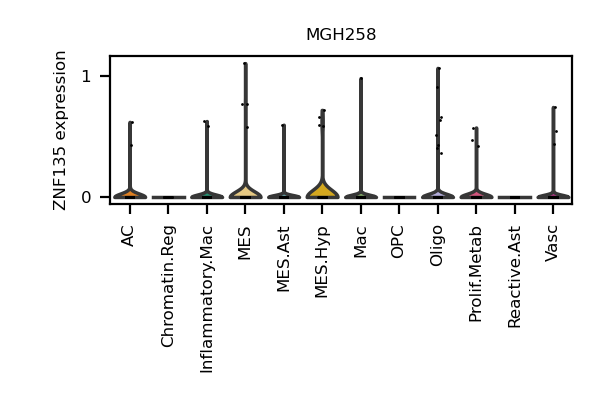 MGH258
ZNF135 expression
1
0
AC
Chromatin.Reg
Inflammatory.Mac
MES
MES.Ast
MES.Hyp
Mac
OPC
Oligo
Prolif.Metab
Reactive.Ast
Vasc